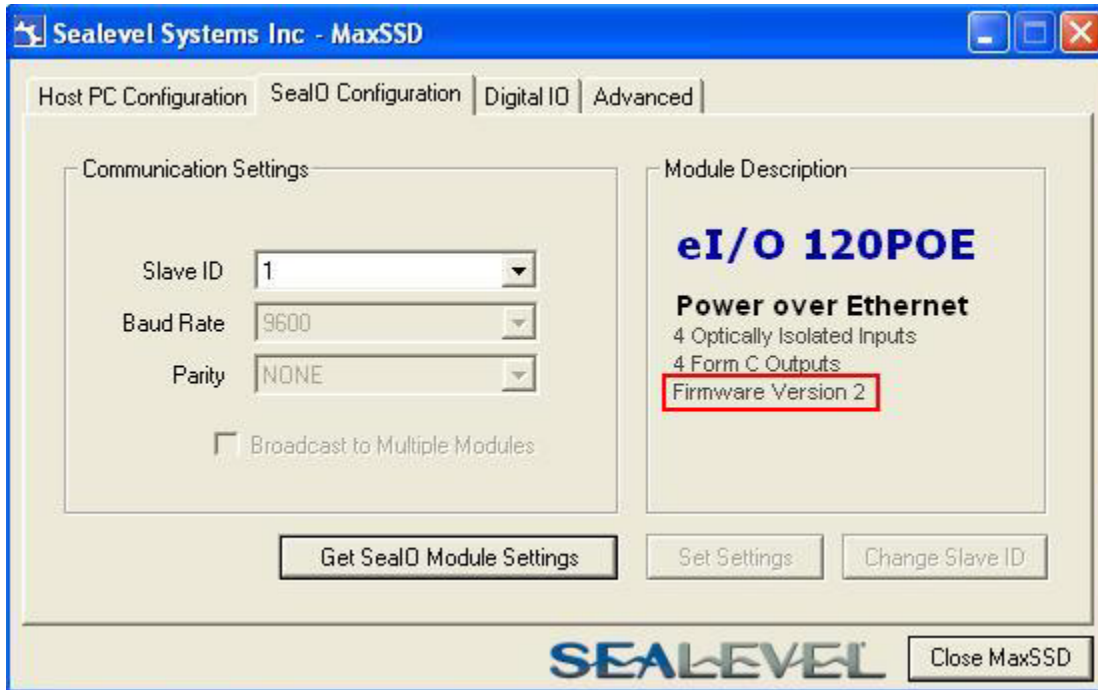 Sealevel Systems Inc - MaxSSD
Host PC Configuration
SeaIO Configuration
Digital IO
Advanced
Communication Settings
Slave ID
1
Baud Rate
9600
Parity
NONE
Broadcast to Multiple Modules
Module Description
eI/O 120POE
Power over Ethernet
4 Optically Isolated Inputs
4 Form C Outputs
Firmware Version 2
Get SeaIO Module Settings
Set Settings
Change Slave ID
SEALEVEL
Close MaxSSD